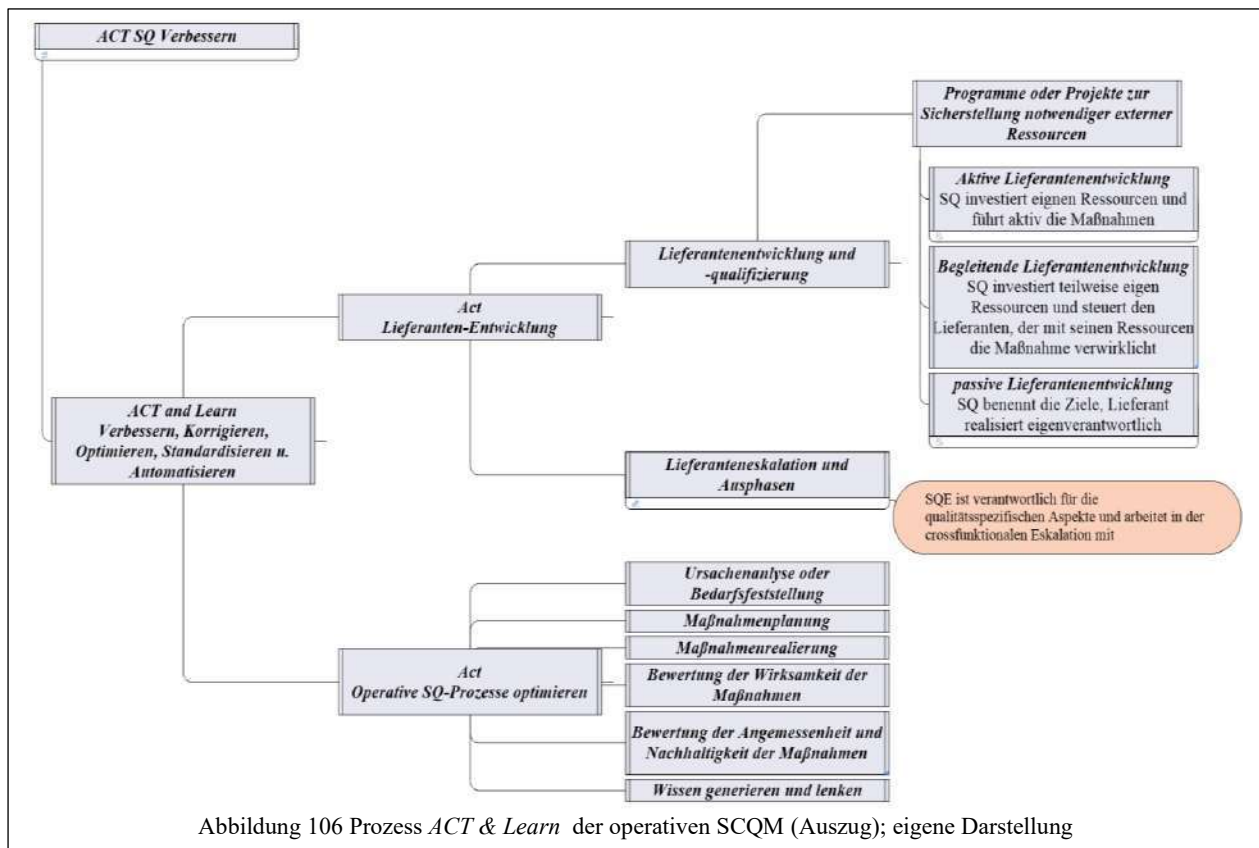 ACT SQ Verbessern
Programme oder Projekte zur
Sicherstellung notwendiger externer
Ressourcen
Aktive Lieferantenentwicklung
SQ investiert eignen Ressourcen und
führt aktiv die Maßnahmen
Lieferantenentwicklung und
-qualifizierung
Begleitende Lieferantenentwicklung
SQ investiert teilweise eigen
Ressourcen und steuert den
Lieferanten, der mit seinen Ressourcen
die Maßnahme verwirklicht
Act
Lieferanten-Entwicklung
passive Lieferantenentwicklung
SQ benennt die Ziele, Lieferant
realisiert eigenverantwortlich
ACT and Learn
Verbessern, Korrigieren,
Optimieren, Standardisieren u.
Automatisieren
Lieferanteneskalation und
Ausphasen
SQE ist verantwortlich für die
qualitätsspezifischen Aspekte und arbeitet in der
crossfunktionalen Eskalation mit
Ursachenanalyse oder
Bedarfsfeststellung
Maßnahmenplanung
Maßnahmenrealierung
Act
Operative SQ-Prozesse optimieren
Bewertung der Wirksamkeit der
Maßnahmen
Bewertung der Angemessenheit und
Nachhaltigkeit der Maßnahmen
Wissen generieren und lenken
Abbildung 106 Prozess ACT & Learn der operativen SCQM (Auszug); eigene Darstellung